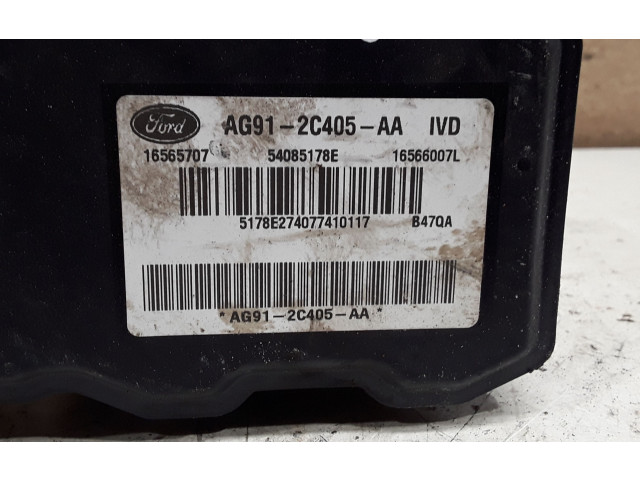 Ford AG91-2C405-AA IVD
16565707 54085178E 16566007L
5178E274077410117 B47QA
* AG91-2C405-AA *